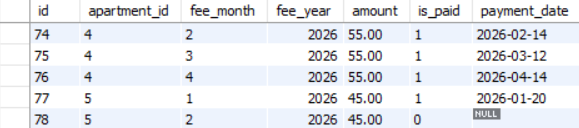 id apartment_id fee_month fee_year amount is_paid payment_date
74 4 2 2026 55.00 1 2026-02-14
75 4 3 2026 55.00 1 2026-03-12
76 4 4 2026 55.00 1 2026-04-14
77 5 1 2026 45.00 1 2026-01-20
78 5 2 2026 45.00 0 NULL